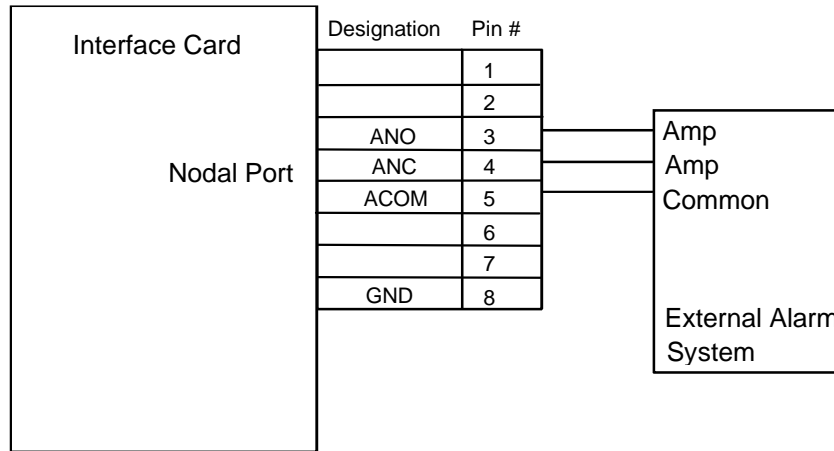 Interface Card
Designation Pin #
1
2
ANO 3 Amp
Nodal Port ANC 4 Amp
ACOM 5 Common
6
7
GND 8
External Alarm
System